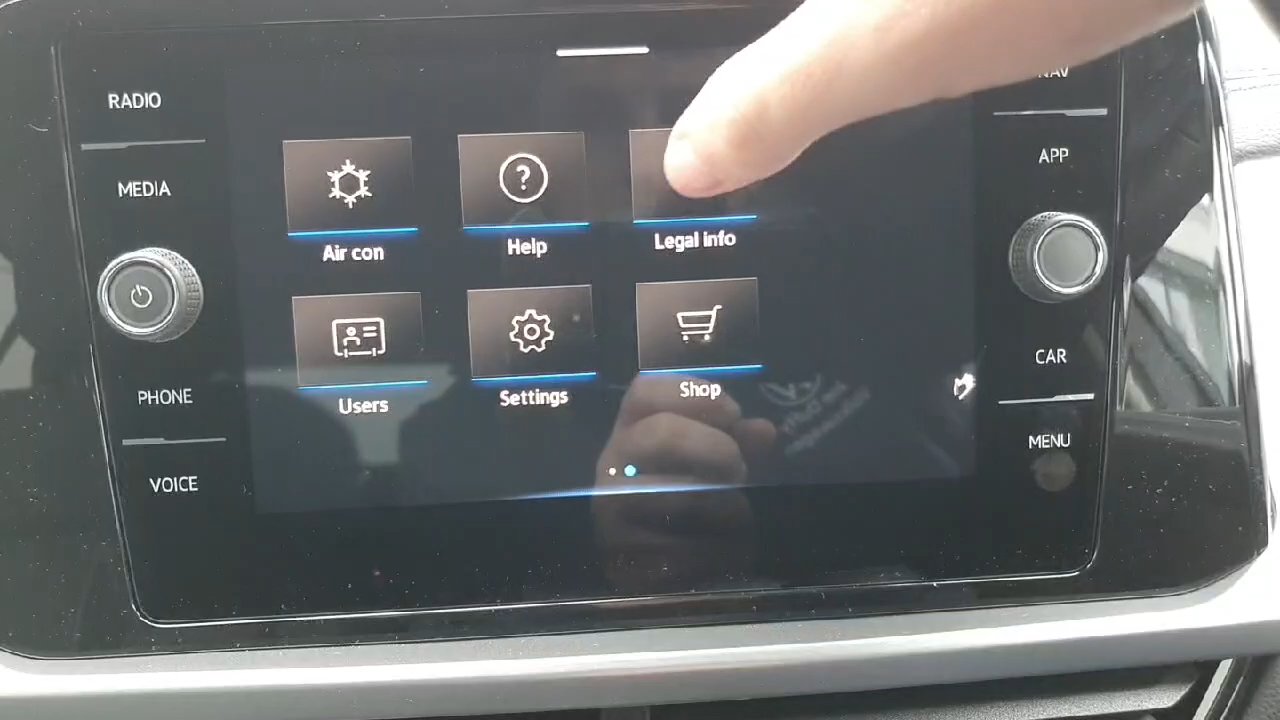 RADIO
MEDIA
PHONE
VOICE
Air con
Help
Legal info
Users
Settings
Shop
NAV
APP
CAR
MENU